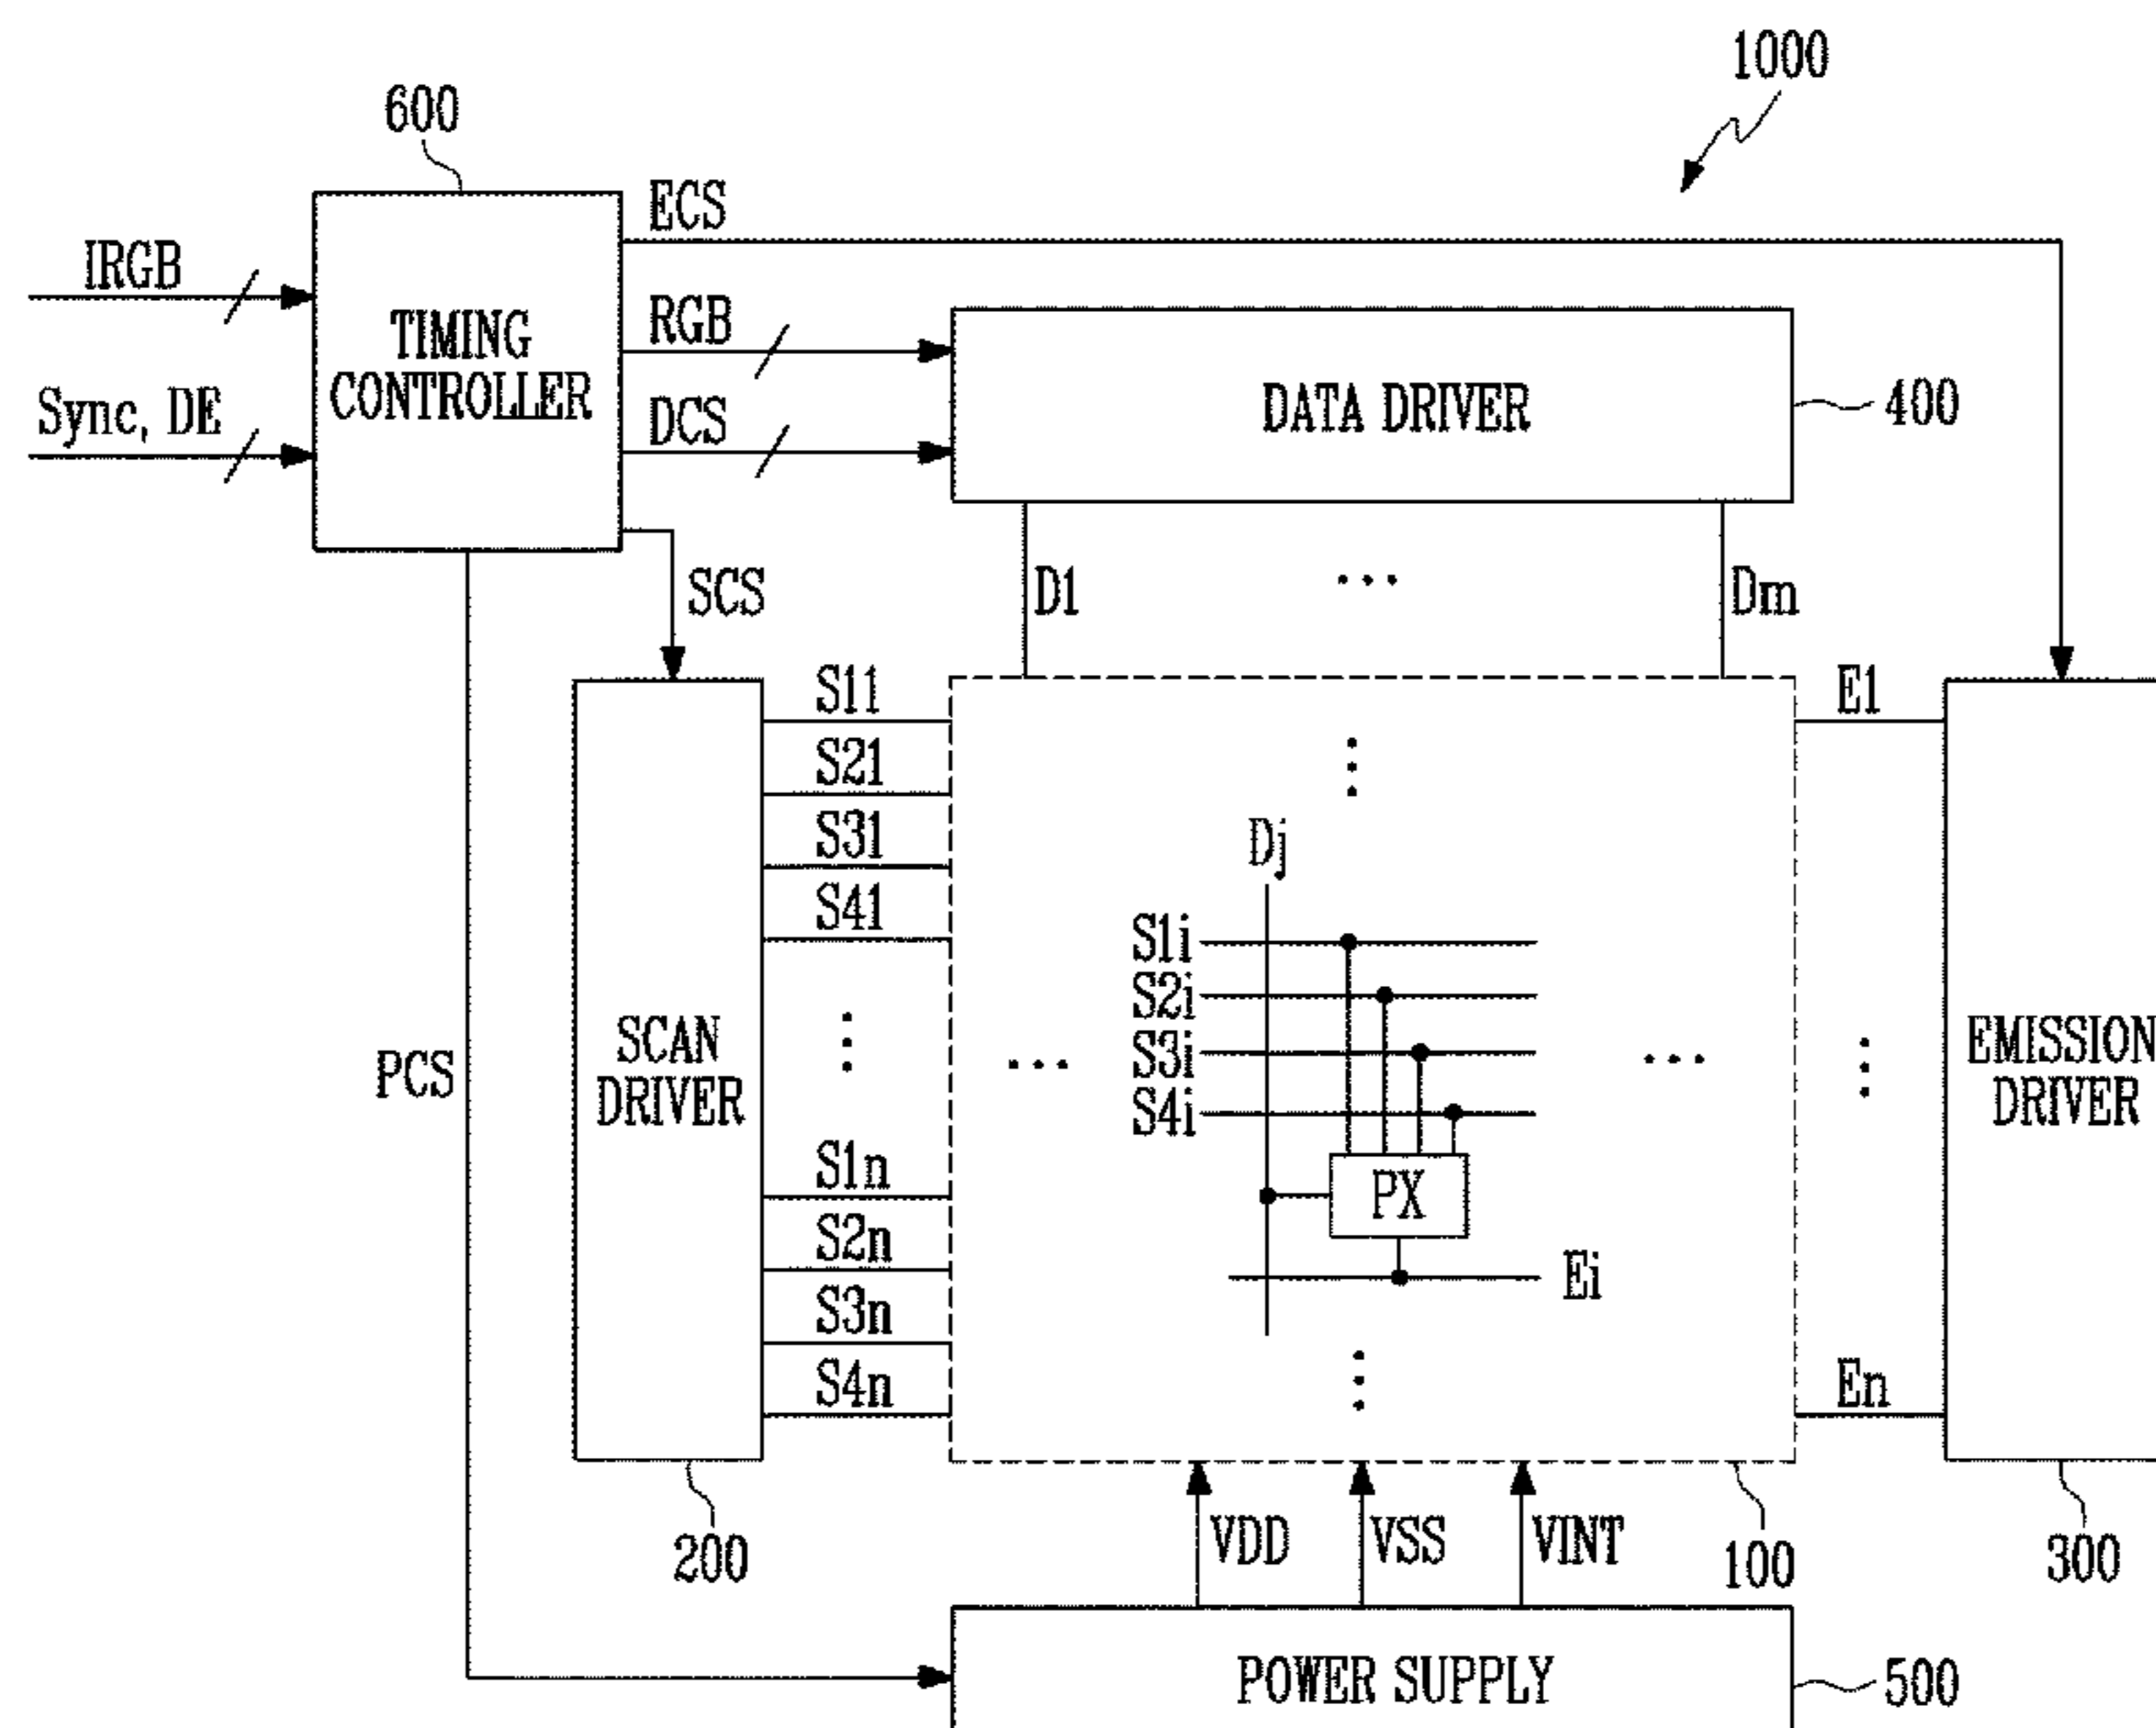 1000
600
ECS
IRGB
RGB
TIMING
CONTROLLER
Sync, DE
DCS
DATA DRIVER
400
SCS
D1
...
Dm
S11
E1
S21
S31
Dj
S41
S1i
S2i
SCAN
DRIVER
S3i
EMISSION
DRIVER
PCS
S4i
S1n
PX
S2n
Ei
S3n
S4n
En
200
VDD
VSS
VINT
100
300
POWER SUPPLY
500